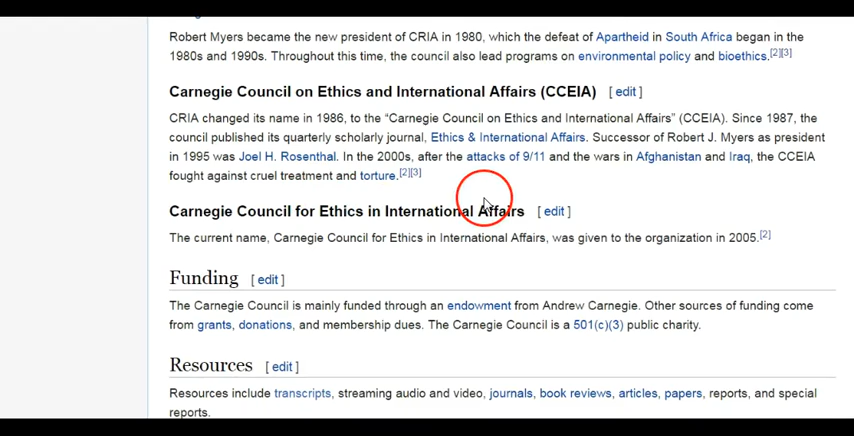 Robert Myers became the new president of CRIA in 1980, which the defeat of Apartheid in South Africa began in the
1980s and 1990s. Throughout this time, the council also lead programs on environmental policy and bioethics.[2][3]
Carnegie Council on Ethics and International Affairs (CCEIA) [ edit ]
CRIA changed its name in 1986, to the “Carnegie Council on Ethics and International Affairs” (CCEIA). Since 1987, the
council published its quarterly scholarly journal, Ethics & International Affairs. Successor of Robert J. Myers as president
in 1995 was Joel H. Rosenthal. In the 2000s, after the attacks of 9/11 and the wars in Afghanistan and Iraq, the CCEIA
fought against cruel treatment and torture.[2][3]
Carnegie Council for Ethics in International Affairs [ edit ]
The current name, Carnegie Council for Ethics in International Affairs, was given to the organization in 2005.[2]
Funding [ edit ]
The Carnegie Council is mainly funded through an endowment from Andrew Carnegie. Other sources of funding come
from grants, donations, and membership dues. The Carnegie Council is a 501(c)(3) public charity.
Resources [ edit ]
Resources include transcripts, streaming audio and video, journals, book reviews, articles, papers, reports, and special
reports.